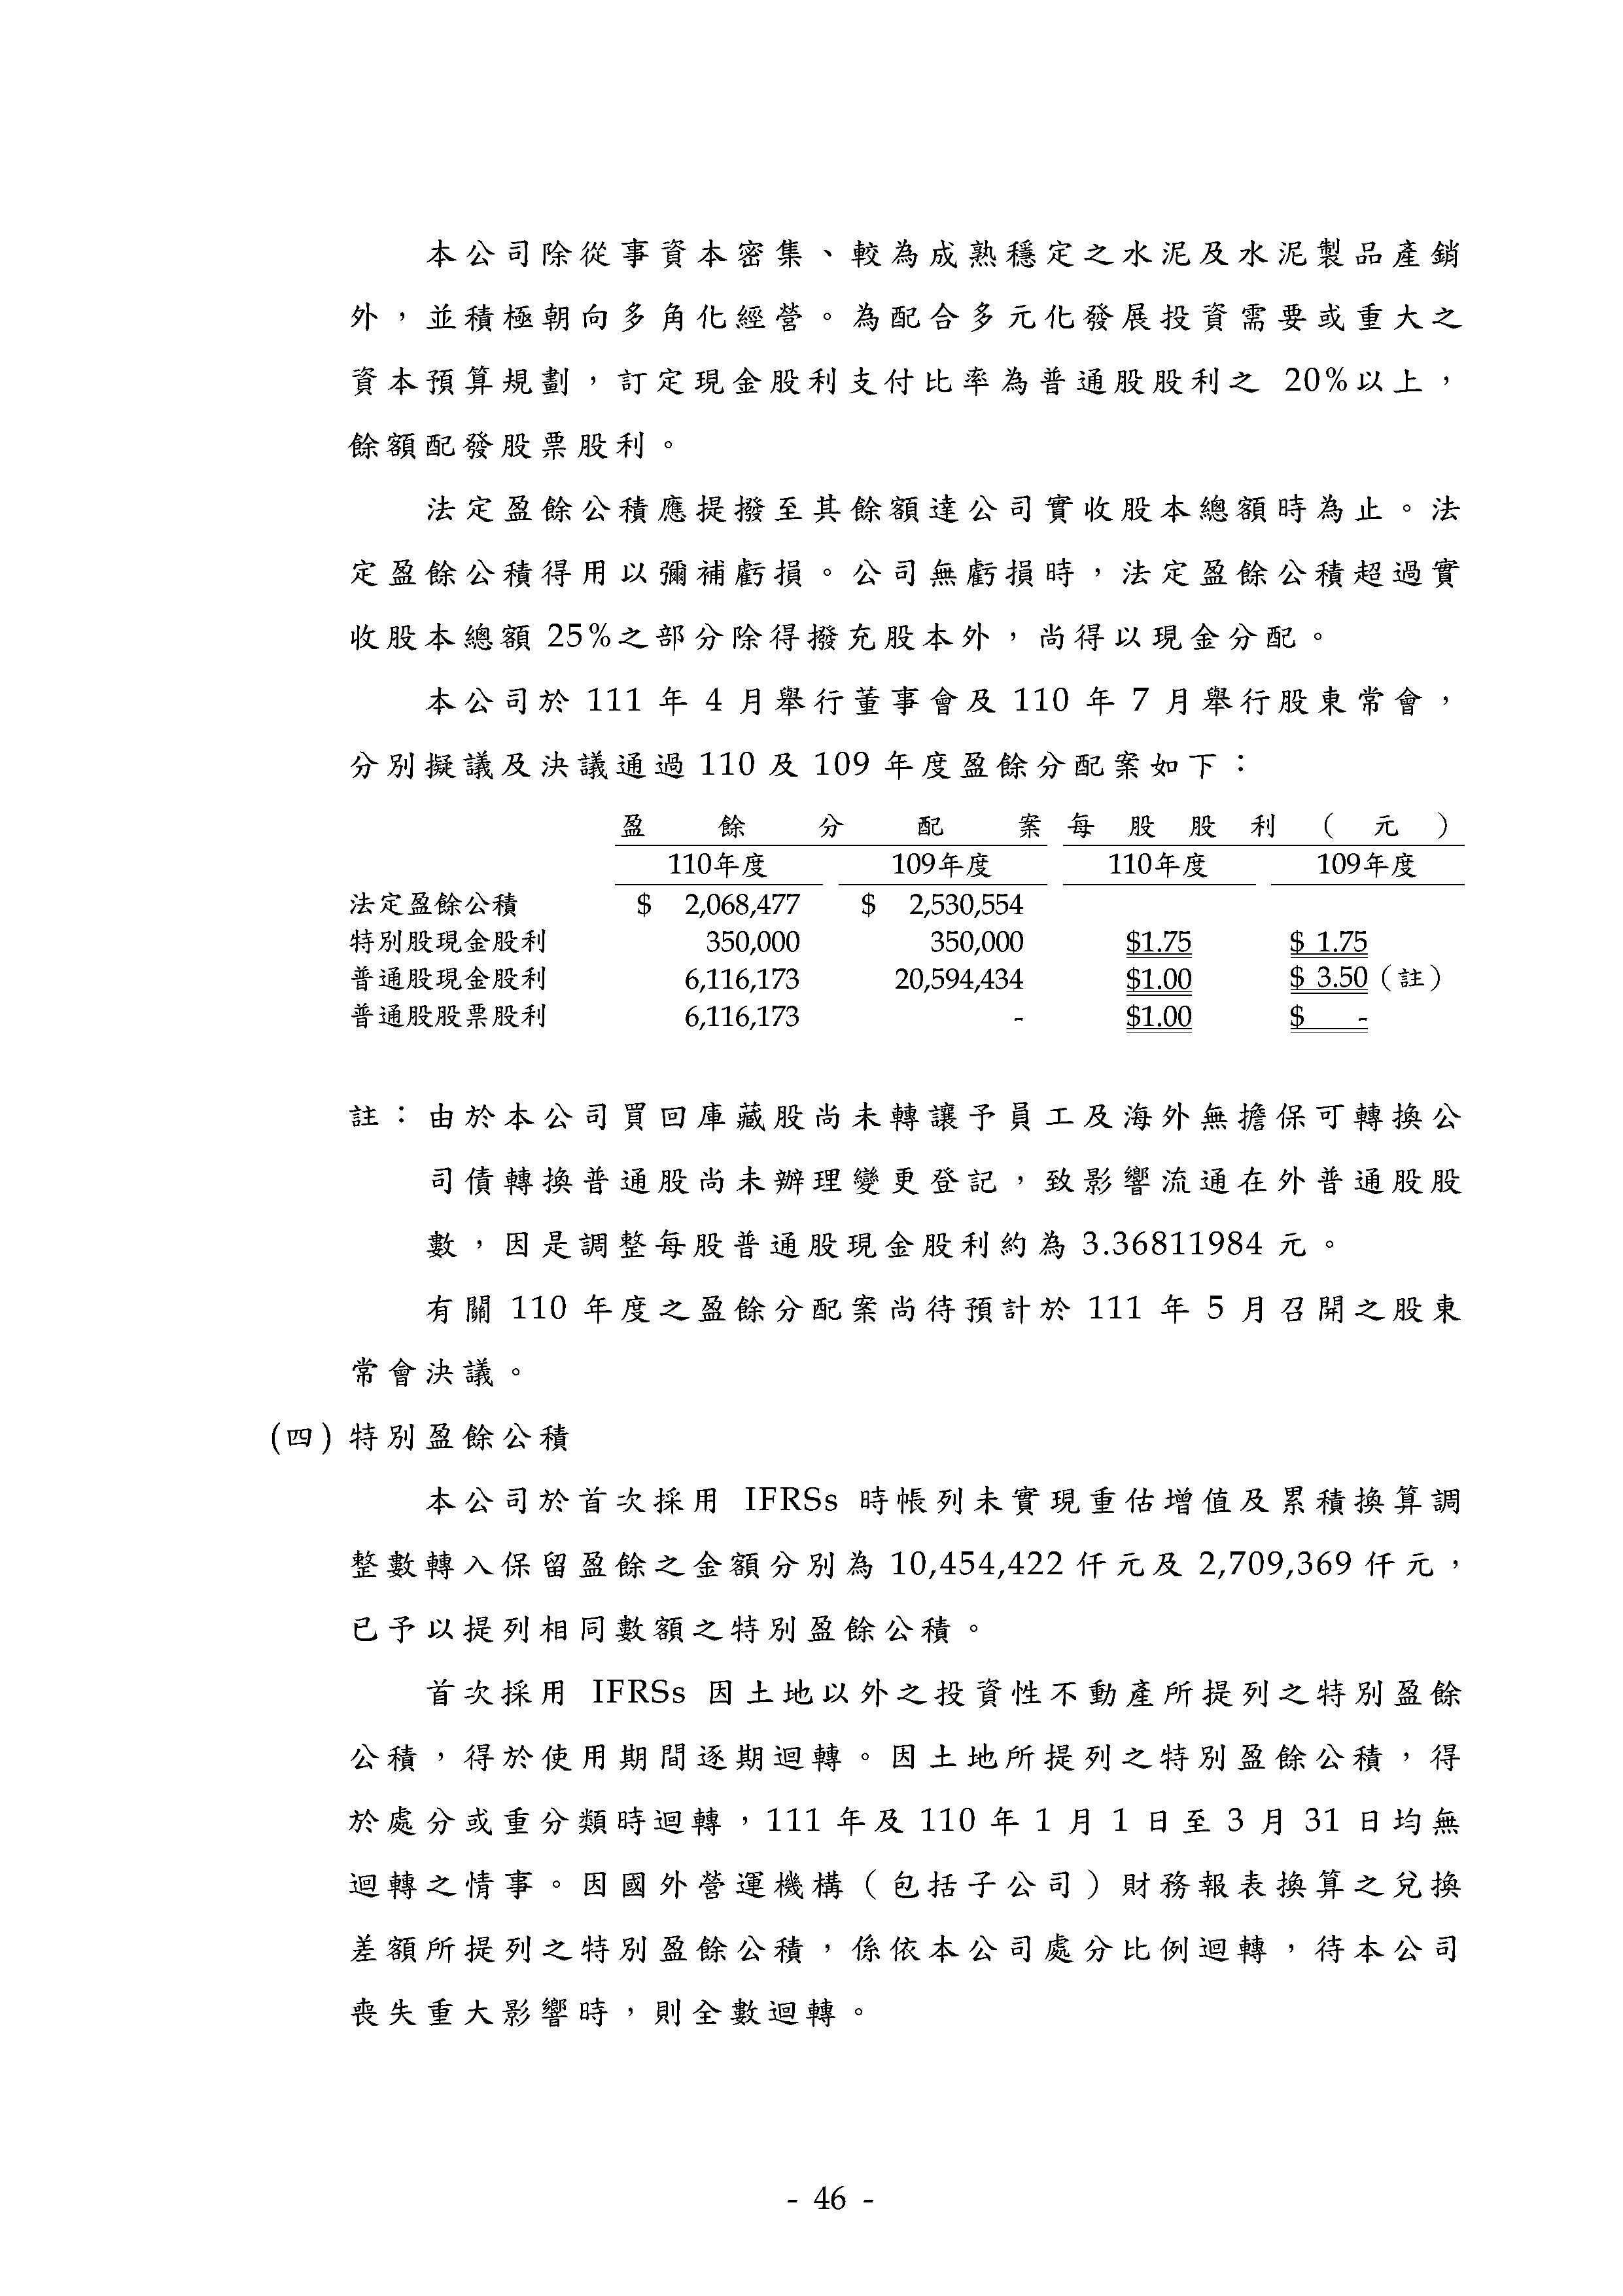 本公司除從事資本密集、較為成熟穩定之水泥及水泥製品產銷
外，並積極朝向多角化經營。為配合多元化發展投資需要或重大之
資本預算規劃，訂定現金股利支付比率為普通股股利之 20%以上，
餘額配發股票股利。
法定盈餘公積應提撥至其餘額達公司實收股本總額時為止。法
定盈餘公積得用以彌補虧損。公司無虧損時，法定盈餘公積超過實
收股本總額 25%之部分除得撥充股本外，尚得以現金分配。
本公司於 111 年 4 月舉行董事會及 110 年 7 月舉行股東常會，
分別擬議及決議通過 110 及 109 年度盈餘分配案如下：
盈餘分配案 每股股利（元）
110年度 109年度 110年度 109年度
法定盈餘公積 $ 2,068,477 $ 2,530,554
特別股現金股利 350,000 350,000 $1.75 $ 1.75
普通股現金股利 6,116,173 20,594,434 $1.00 $ 3.50（註）
普通股股票股利 6,116,173 - $1.00 $ -
註：由於本公司買回庫藏股尚未轉讓予員工及海外無擔保可轉換公
司債轉換普通股尚未辦理變更登記，致影響流通在外普通股股
數，因是調整每股普通股現金股利約為 3.36811984 元。
有關 110 年度之盈餘分配案尚待預計於 111 年 5 月召開之股東
常會決議。
(四) 特別盈餘公積
本公司於首次採用 IFRSs 時帳列未實現重估增值及累積換算調
整數轉入保留盈餘之金額分別為 10,454,422 仟元及 2,709,369 仟元，
已予以提列相同數額之特別盈餘公積。
首次採用 IFRSs 因土地以外之投資性不動產所提列之特別盈餘
公積，得於使用期間逐期迴轉。因土地所提列之特別盈餘公積，得
於處分或重分類時迴轉，111 年及 110 年 1 月 1 日至 3 月 31 日均無
迴轉之情事。因國外營運機構（包括子公司）財務報表換算之兌換
差額所提列之特別盈餘公積，係依本公司處分比例迴轉，待本公司
喪失重大影響時，則全數迴轉。
- 46 -